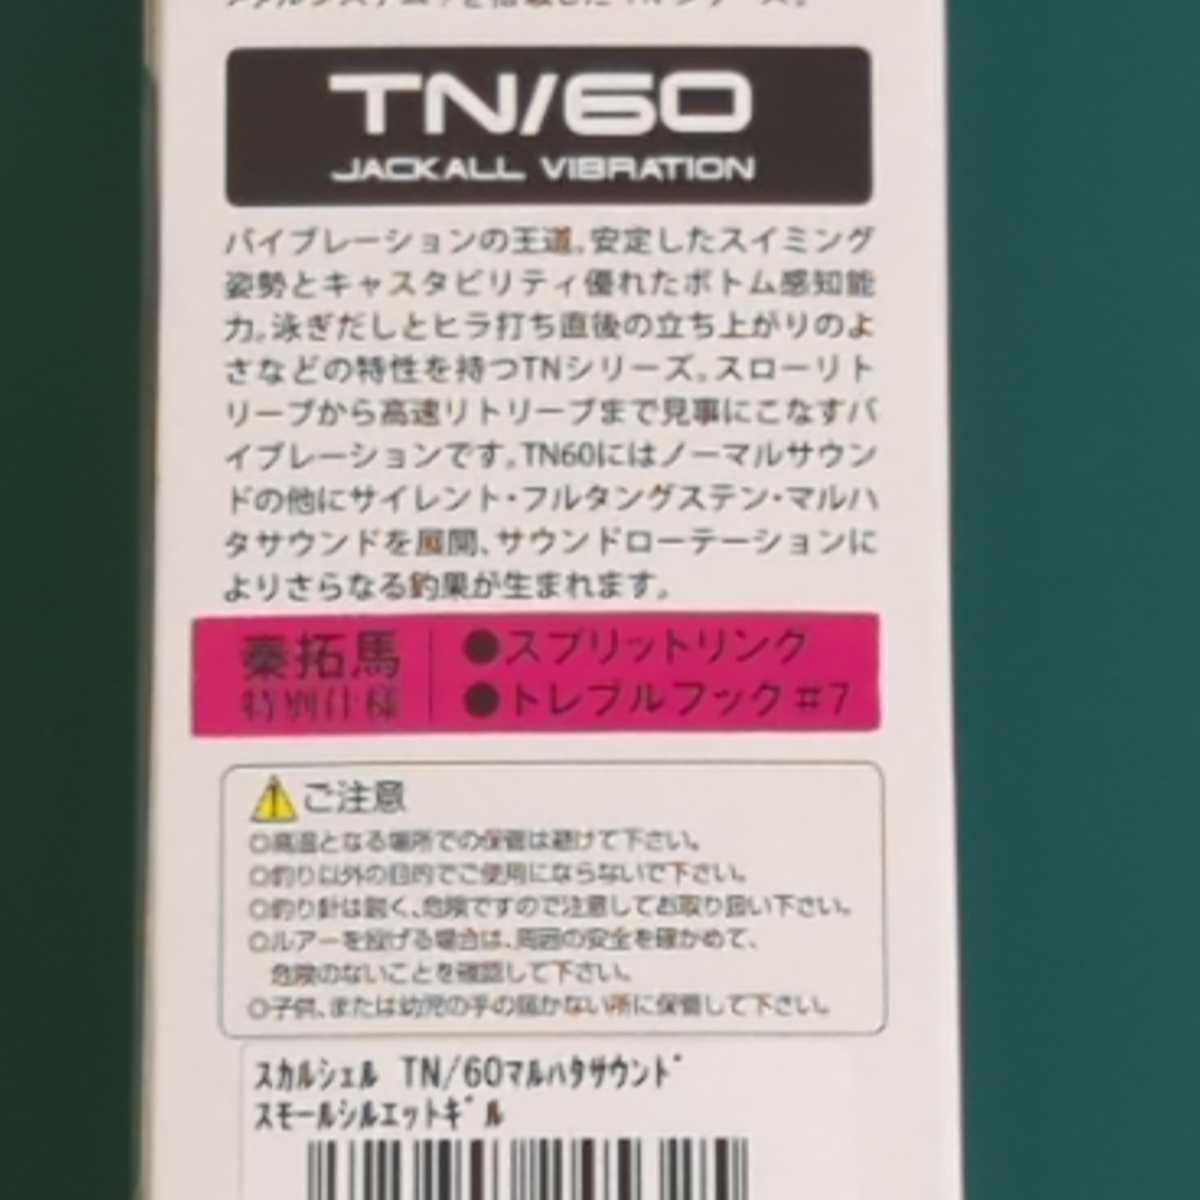 TN/60
JACKALL VIBRATION
バイブレーションの王道。安定したスイミング
姿勢とキャスタビリティ優れたボトム感知能
力。泳ぎだしとヒラ打ち直後の立ち上がりのよ
さなどの特性を持つTNシリーズ。スローリト
リーブから高速リトリーブまで見事にこなすバ
イブレーションです。TN60にはノーマルサウン
ドの他にサイレント・フルタングステン・マルハ
タサウンドを展開、サウンドローテーションに
よりさらなる釣果が生まれます。
秦拓馬
特別仕様
●スプリットリング
●トレブルフック#7
ご注意
○高温となる場所での保管は避けて下さい。
○釣り以外の目的でご使用にならないで下さい。
○釣り針は鋭く、危険ですので注意してお取り扱い下さい。
○ルアーを投げる場合は、周囲の安全を確かめて、
危険のないことを確認して下さい。
○子供、または幼児の手の届かない所に保管して下さい。
スカルシェル TN/60マルハタサウンド
スモールシルエットギル